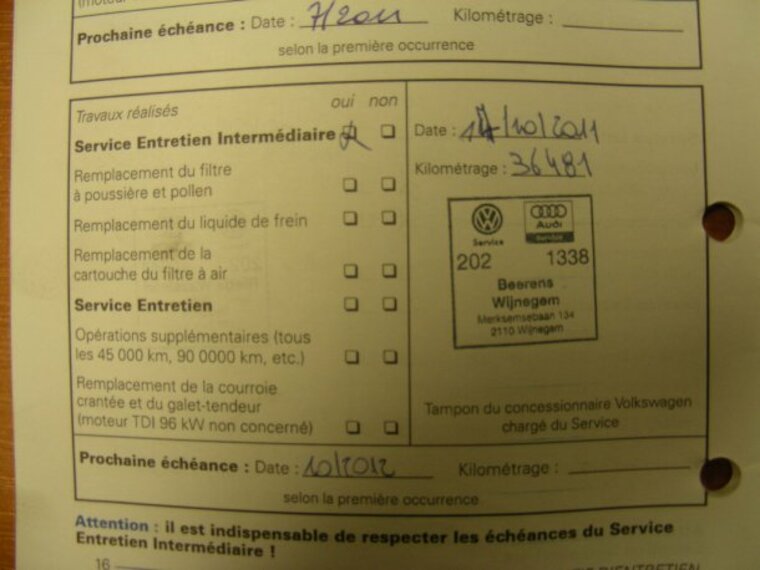 Prochaine échéance : Date : 7/2011 Kilométrage :
selon la première occurrence
Travaux réalisés oui non
Service Entretien Intermédiaire
Date : 17/10/2011
Remplacement du filtre
à poussière et pollen
Kilométrage : 36481
Remplacement du liquide de frein
Remplacement de la
cartouche du filtre à air
Service Entretien
Opérations supplémentaires (tous
les 45 000 km, 90 0000 km, etc.)
Remplacement de la courroie
crantée et du galet-tendeur
(moteur TDI 96 kW non concerné)
Service
Audi
Service
202 1338
Beerens
Wijnegem
Merksemsebaan 134
2110 Wijnegem
Tampon du concessionnaire Volkswagen
chargé du Service
Prochaine échéance : Date : 10/2012 Kilométrage :
selon la première occurrence
Attention : il est indispensable de respecter les échéances du Service
Entretien Intermédiaire !
16
D'ENTRETIEN